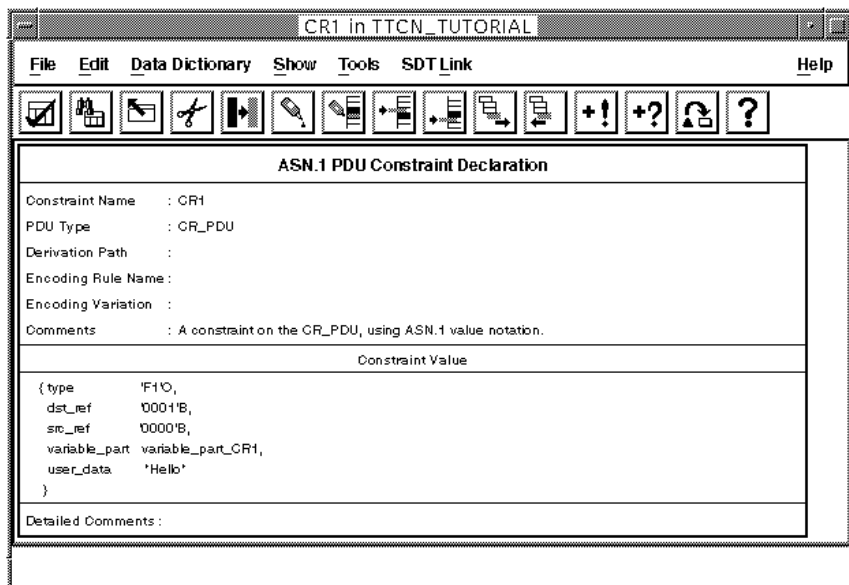 CR1 in TTCN_TUTORIAL
File Edit Data Dictionary Show Tools SDT Link Help
+! +? ?
ASN.1 PDU Constraint Declaration
Constraint Name : CR1
PDU Type : CR_PDU
Derivation Path :
Encoding Rule Name :
Encoding Variation :
Comments : A constraint on the CR_PDU, using ASN.1 value notation.
Constraint Value
{ type 'F1'O,
dst_ref '0001'B,
src_ref '0000'B,
variable_part variable_part_CR1,
user_data "Hello"
}
Detailed Comments :